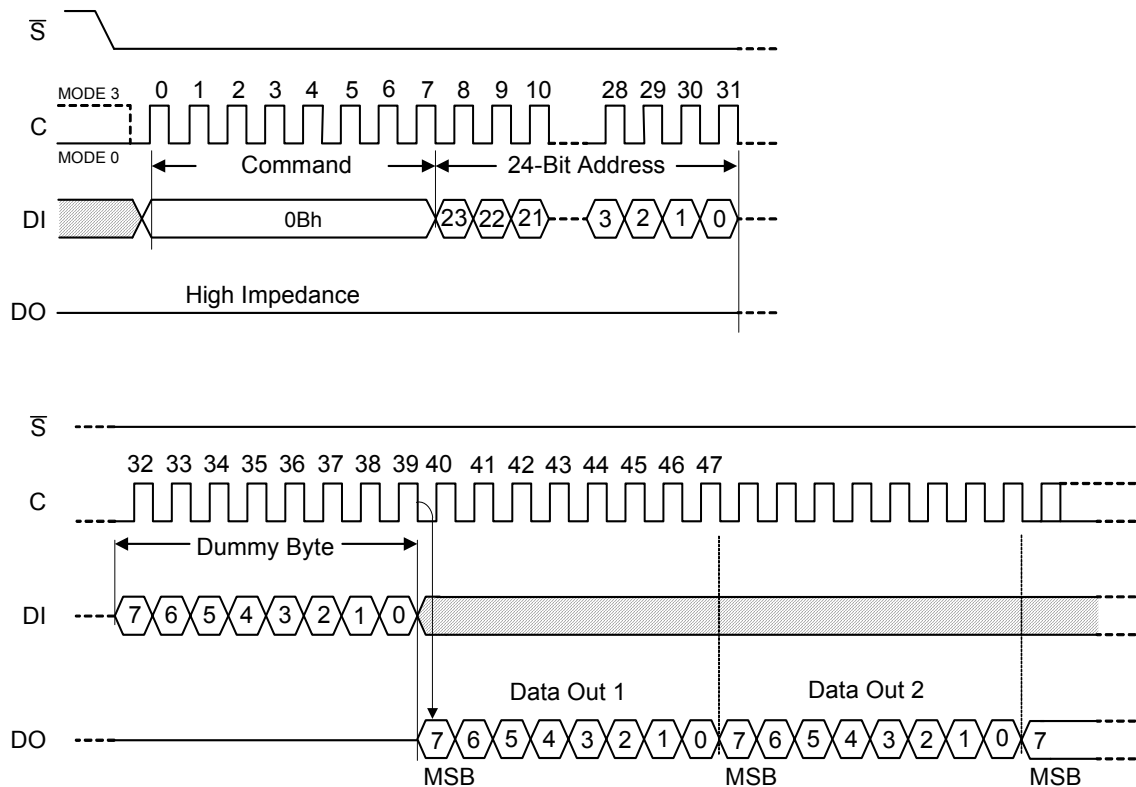 S̅
MODE 3 0 1 2 3 4 5 6 7 8 9 10 28 29 30 31
C
MODE 0
Command 24-Bit Address
DI 0Bh 23 22 21 3 2 1 0
High Impedance
DO
S̅
32 33 34 35 36 37 38 39 40 41 42 43 44 45 46 47
C
Dummy Byte
DI 7 6 5 4 3 2 1 0
Data Out 1 Data Out 2
DO 7 6 5 4 3 2 1 0 7 6 5 4 3 2 1 0 7
MSB MSB MSB